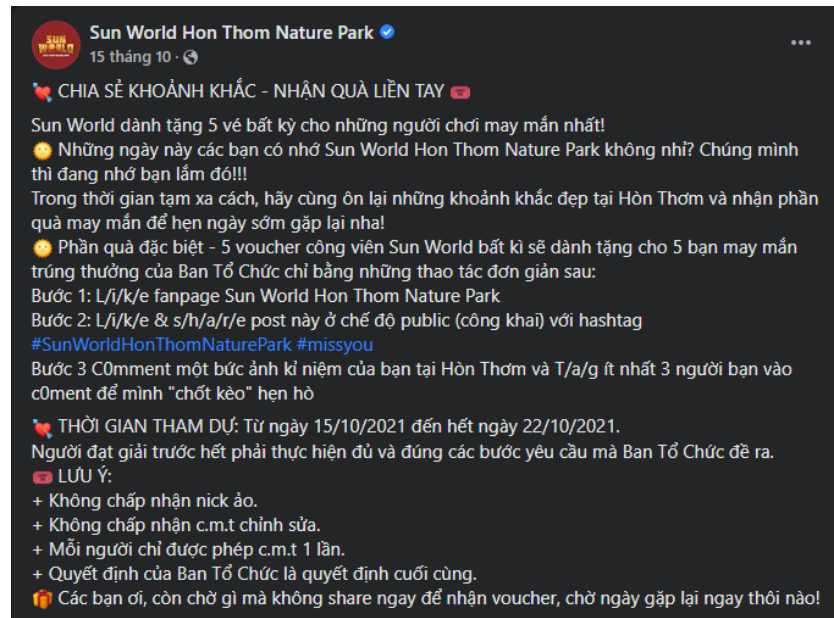 SUN WORLD
Sun World Hon Thom Nature Park
15 tháng 10 ·
💘 CHIA SẺ KHOẢNH KHẮC - NHẬN QUÀ LIỀN TAY 🎟️
Sun World dành tặng 5 vé bất kỳ cho những người chơi may mắn nhất!
🌝 Những ngày này các bạn có nhớ Sun World Hon Thom Nature Park không nhỉ? Chúng mình
thì đang nhớ bạn lắm đó!!!
Trong thời gian tạm xa cách, hãy cùng ôn lại những khoảnh khắc đẹp tại Hòn Thơm và nhận phần
quà may mắn để hẹn ngày sớm gặp lại nha!
🌝 Phần quà đặc biệt - 5 voucher công viên Sun World bất kì sẽ dành tặng cho 5 bạn may mắn
trúng thưởng của Ban Tổ Chức chỉ bằng những thao tác đơn giản sau:
Bước 1: L/i/k/e fanpage Sun World Hon Thom Nature Park
Bước 2: L/i/k/e & s/h/a/r/e post này ở chế độ public (công khai) với hashtag
#SunWorldHonThomNaturePark #missyou
Bước 3 C0mment một bức ảnh kỉ niệm của bạn tại Hòn Thơm và T/a/g ít nhất 3 người bạn vào
c0ment để mình "chốt kèo" hẹn hò
💘 THỜI GIAN THAM DỰ: Từ ngày 15/10/2021 đến hết ngày 22/10/2021.
Người đạt giải trước hết phải thực hiện đủ và đúng các bước yêu cầu mà Ban Tổ Chức đề ra.
🎟️ LƯU Ý:
+ Không chấp nhận nick ảo.
+ Không chấp nhận c.m.t chỉnh sửa.
+ Mỗi người chỉ được phép c.m.t 1 lần.
+ Quyết định của Ban Tổ Chức là quyết định cuối cùng.
🎁 Các bạn ơi, còn chờ gì mà không share ngay để nhận voucher, chờ ngày gặp lại ngay thôi nào!